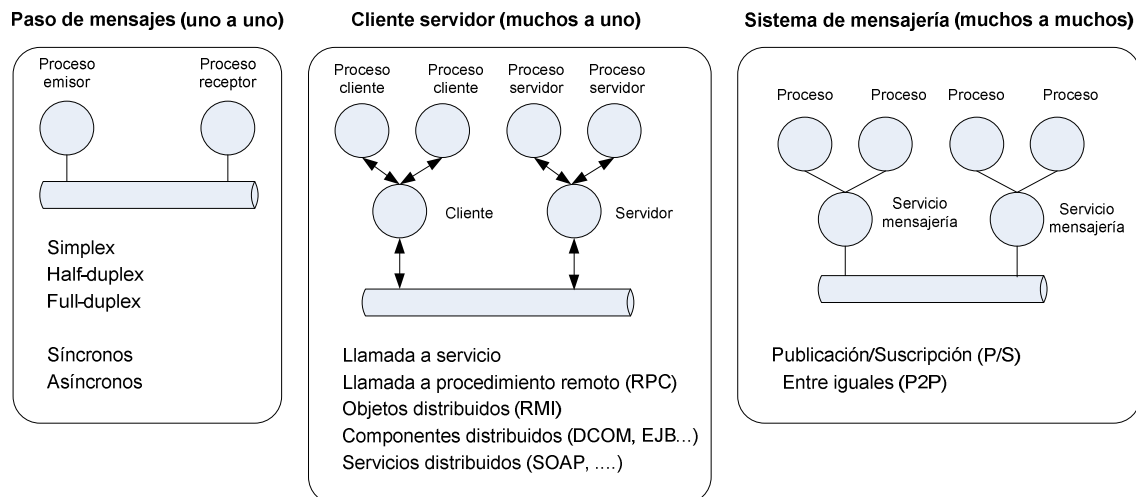 Paso de mensajes (uno a uno)
Proceso
emisor
Proceso
receptor
Simplex
Half-duplex
Full-duplex
Síncronos
Asíncronos
Cliente servidor (muchos a uno)
Proceso
cliente
Proceso
cliente
Proceso
servidor
Proceso
servidor
Cliente
Servidor
Llamada a servicio
Llamada a procedimiento remoto (RPC)
Objetos distribuidos (RMI)
Componentes distribuidos (DCOM, EJB...)
Servicios distribuidos (SOAP, ....)
Sistema de mensajería (muchos a muchos)
Proceso
Proceso
Proceso
Proceso
Servicio
mensajería
Servicio
mensajería
Publicación/Suscripción (P/S)
Entre iguales (P2P)